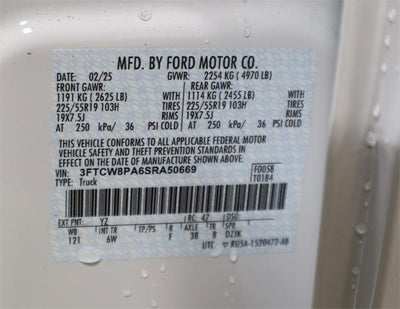 MFD. BY FORD MOTOR CO.
DATE: 02/25 GVWR: 2254 KG (4970 LB)
FRONT GAWR: REAR GAWR:
1191 KG (2625 LB) WITH 1114 KG (2455 LB) WITH
225/55R19 103H TIRES 225/55R19 103H TIRES
19X7.5J RIMS 19X7.5J RIMS
AT 250 kPa/ 36 PSI COLD AT 250 kPa/ 36 PSI COLD
THIS VEHICLE CONFORMS TO ALL APPLICABLE FEDERAL MOTOR
VEHICLE SAFETY AND THEFT PREVENTION STANDARDS IN EFFECT
ON THE DATE OF MANUFACTURE SHOWN ABOVE.
VIN: 3FTCW8PA6SRA50669 F0058
TYPE: Truck T0184
EXT PNT: YZ RC: 47 DSO:
WB INT TR TP/PS R AXLE TR SPR
121 6W F 3B 8 DZJK
UTC RU5A-1520472-AB